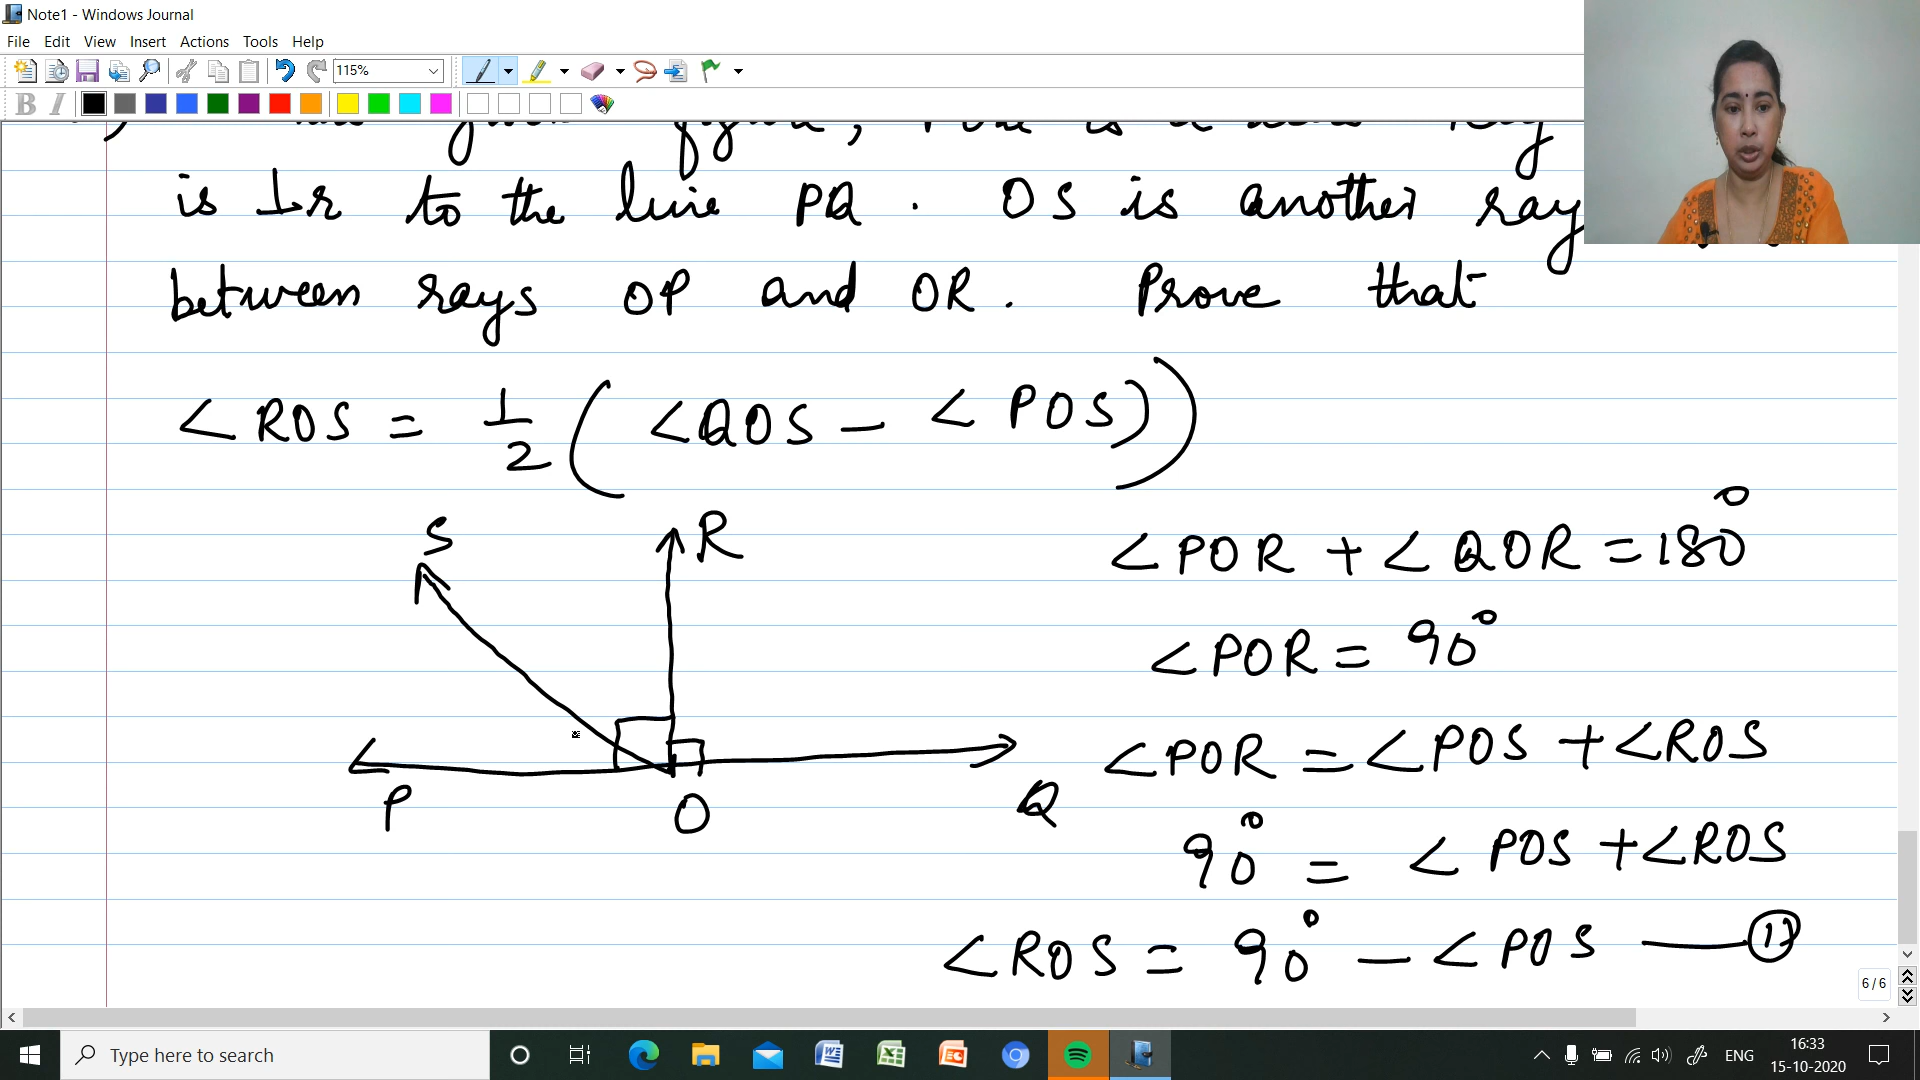 Note1 - Windows Journal
File Edit View Insert Actions Tools Help
115%
B I
is ⊥r to the line PQ. OS is another ray
between rays OP and OR. Prove that
∠ROS = 1/2 (∠QOS - ∠POS))
S
R
P
O
Q
∠POR + ∠QOR = 180°
∠POR = 90°
∠POR = ∠POS + ∠ROS
90° = ∠POS + ∠ROS
∠ROS = 90° - ∠POS — ①
6 / 6
Type here to search
ENG
16:33
15-10-2020